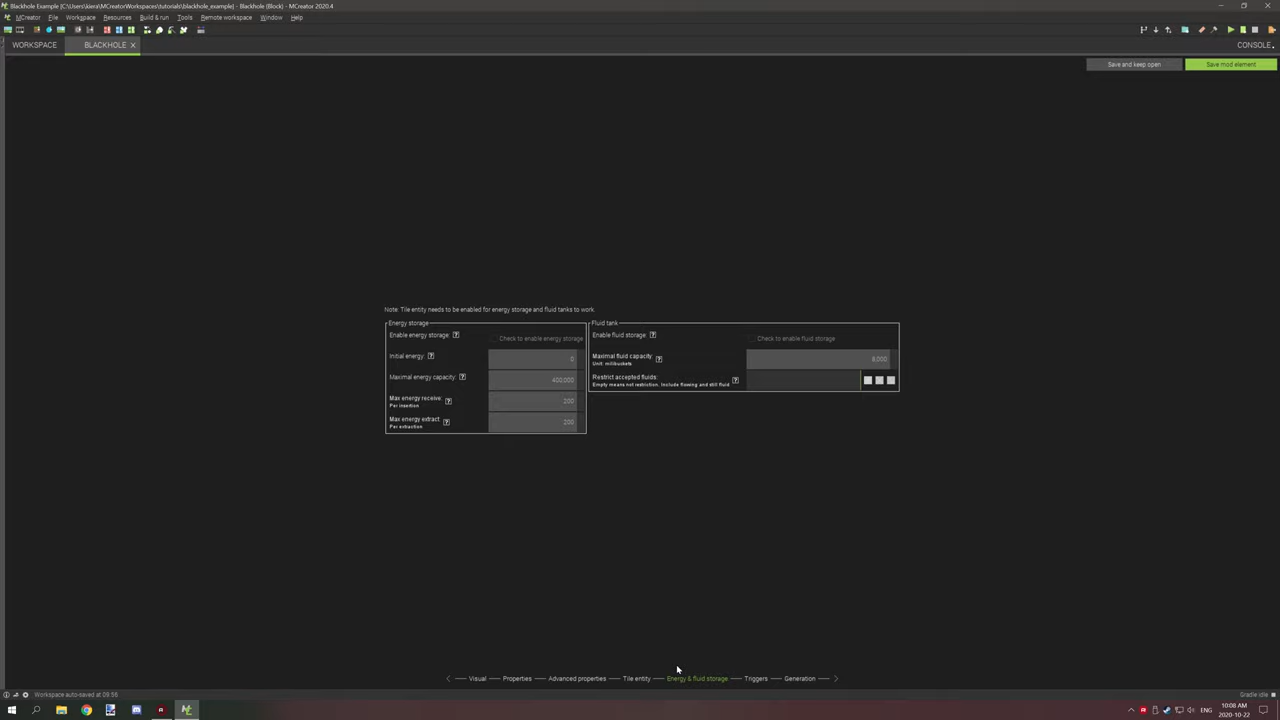 Blackhole Example [C:\Users\kiera\MCreatorWorkspaces\tutorials\blackhole_example] - Blackhole (Block) - MCreator 2020.4
MCreator File Workspace Resources Build & run Tools Remote workspace Window Help
WORKSPACE BLACKHOLE X CONSOLE
Save and keep open Save mod element
Note: Tile entity needs to be enabled for energy storage and fluid tanks to work.
Energy storage
Enable energy storage: ? Check to enable energy storage
Initial energy: ? 0
Maximal energy capacity: ? 400,000
Max energy receive: ? 200
Per insertion
Max energy extract: ? 200
Per extraction
Fluid tank
Enable fluid storage: ? Check to enable fluid storage
Maximal fluid capacity: ? 8,000
Unit: millibuckets
Restrict accepted fluids: ?
Empty means not restriction. Include flowing and still fluid
< Visual Properties Advanced properties Tile entity Energy & fluid storage Triggers Generation >
Workspace auto-saved at 09:56 Gradle idle
ENG 10:08 AM
2020-10-22